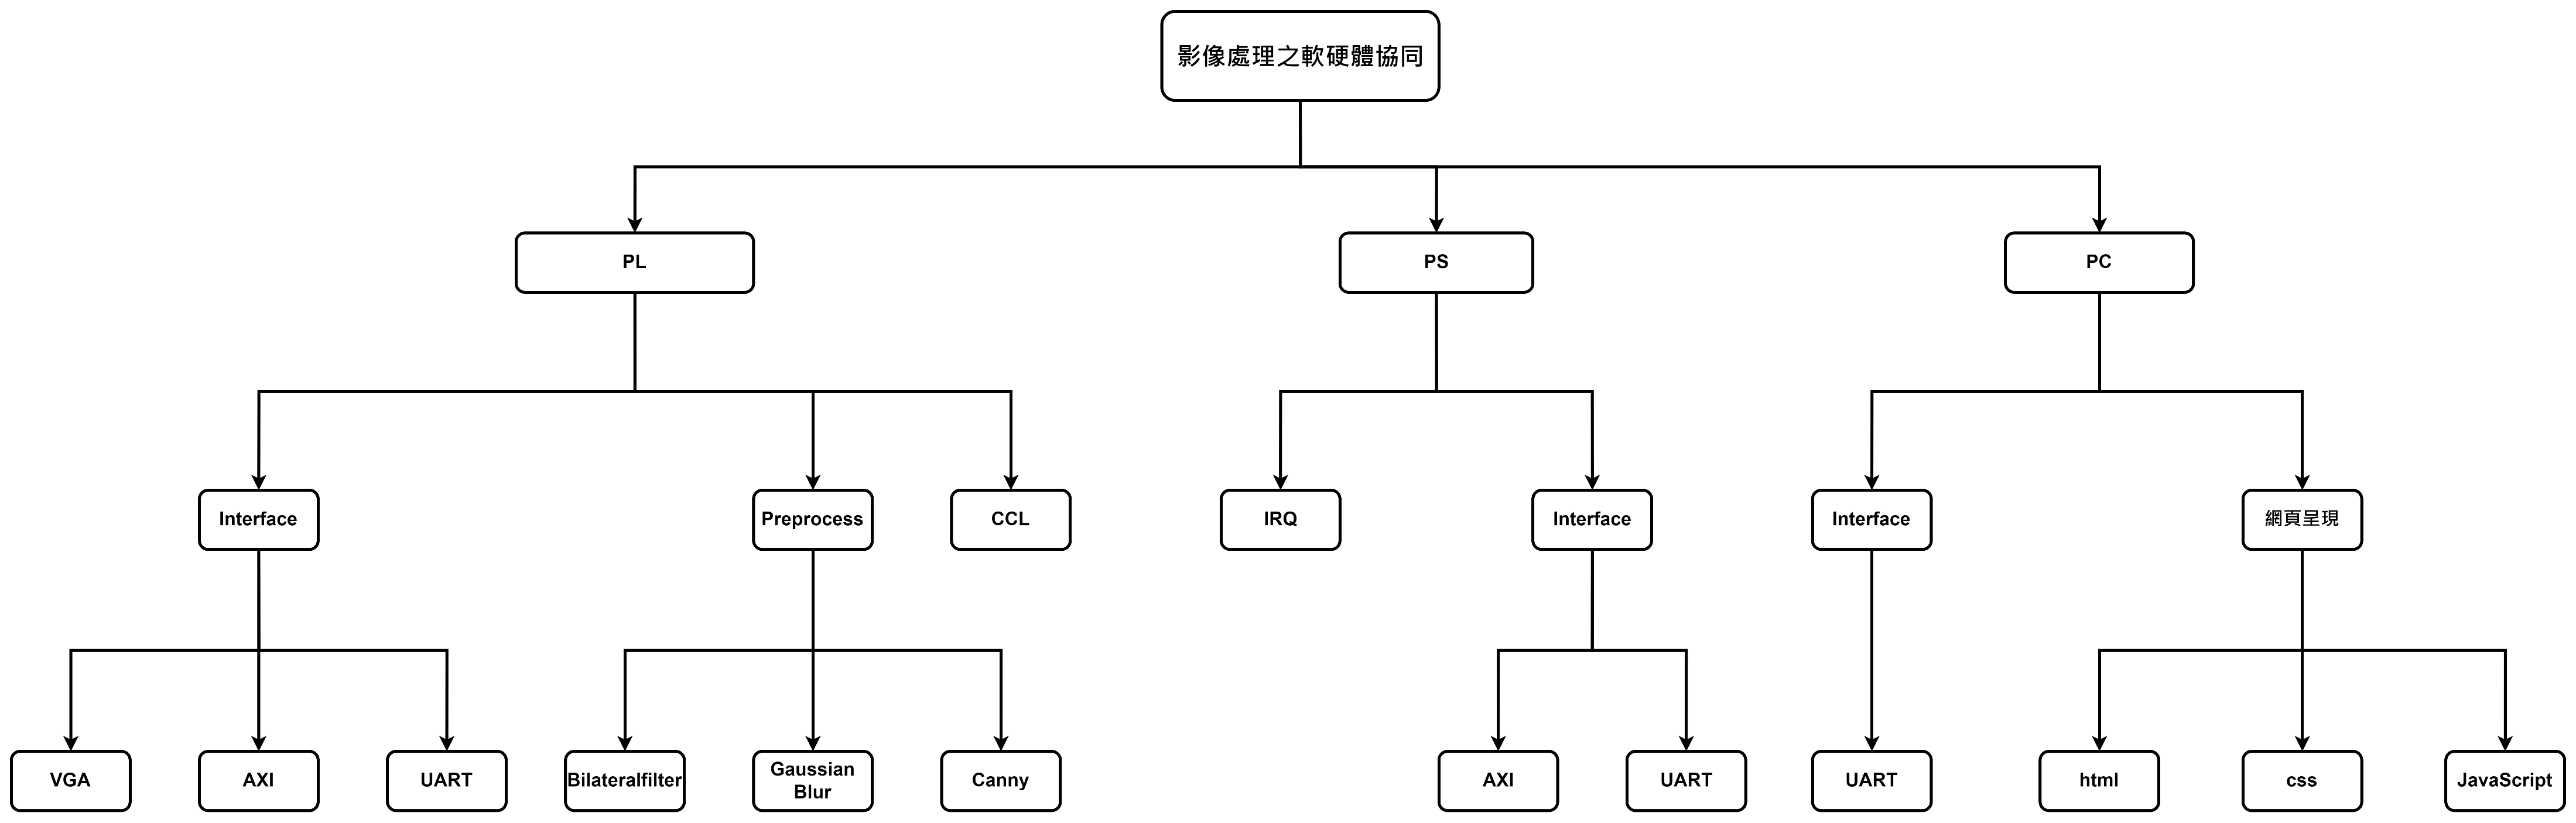 影像處理之軟硬體協同
PL
PS
PC
Interface
Preprocess
CCL
IRQ
Interface
Interface
網頁呈現
VGA
AXI
UART
Bilateralfilter
Gaussian
Blur
Canny
AXI
UART
UART
html
css
JavaScript